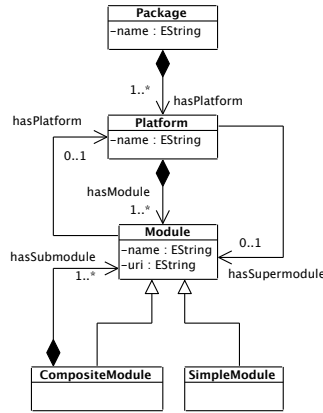 Package
-name : EString
1..*
hasPlatform
hasPlatform
Platform
-name : EString
0..1
hasModule
1..*
Module
-name : EString
-uri : EString
0..1
hasSubmodule
1..*
hasSupermodule
CompositeModule
SimpleModule